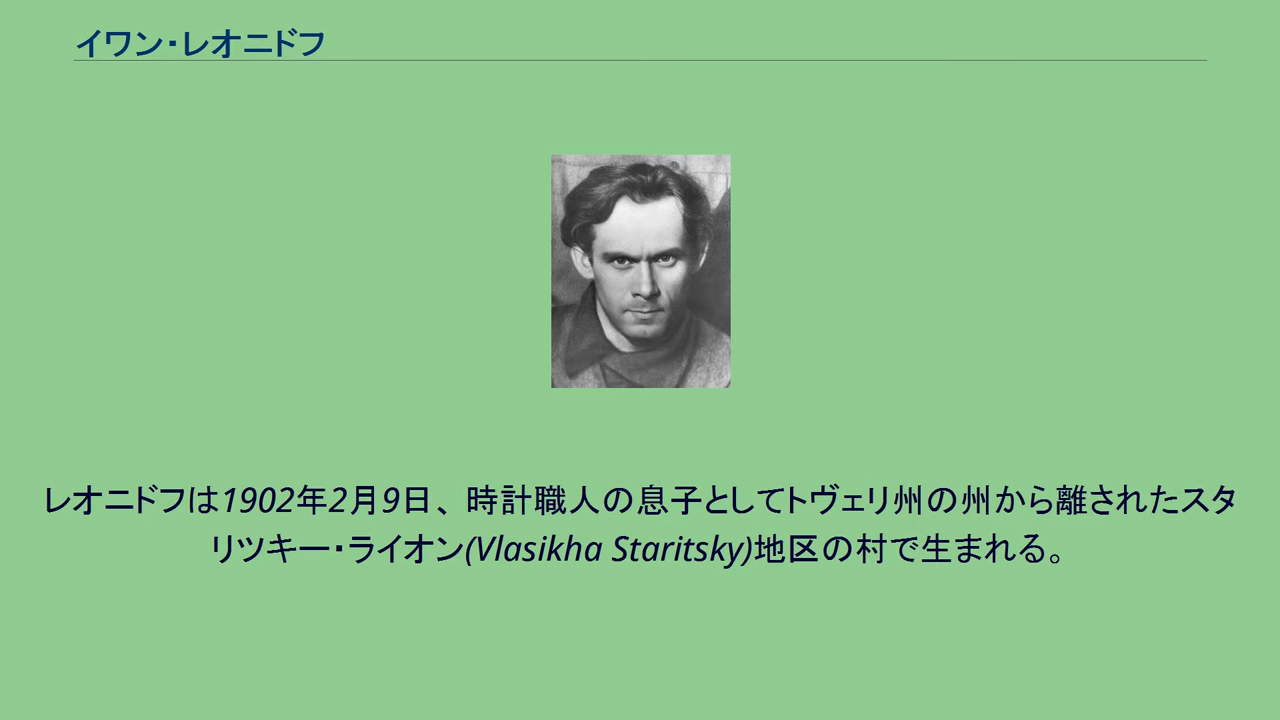 イワン・レオニドフ
レオニドフは1902年2月9日、時計職人の息子としてトヴェリ州の州から離されたスタ
リツキー・ライオン(Vlasikha Staritsky)地区の村で生まれる。